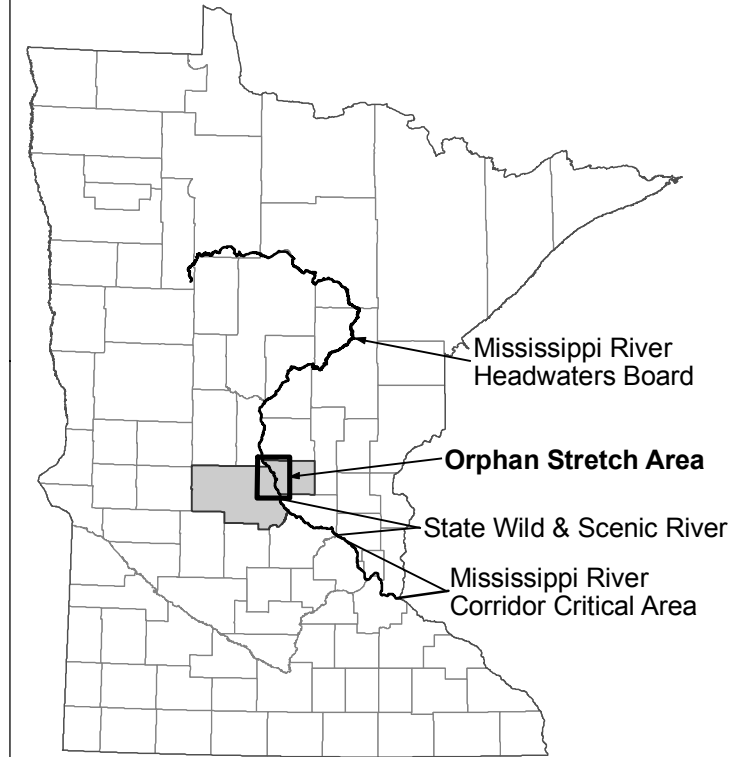 Mississippi River
Headwaters Board
Orphan Stretch Area
State Wild & Scenic River
Mississippi River
Corridor Critical Area